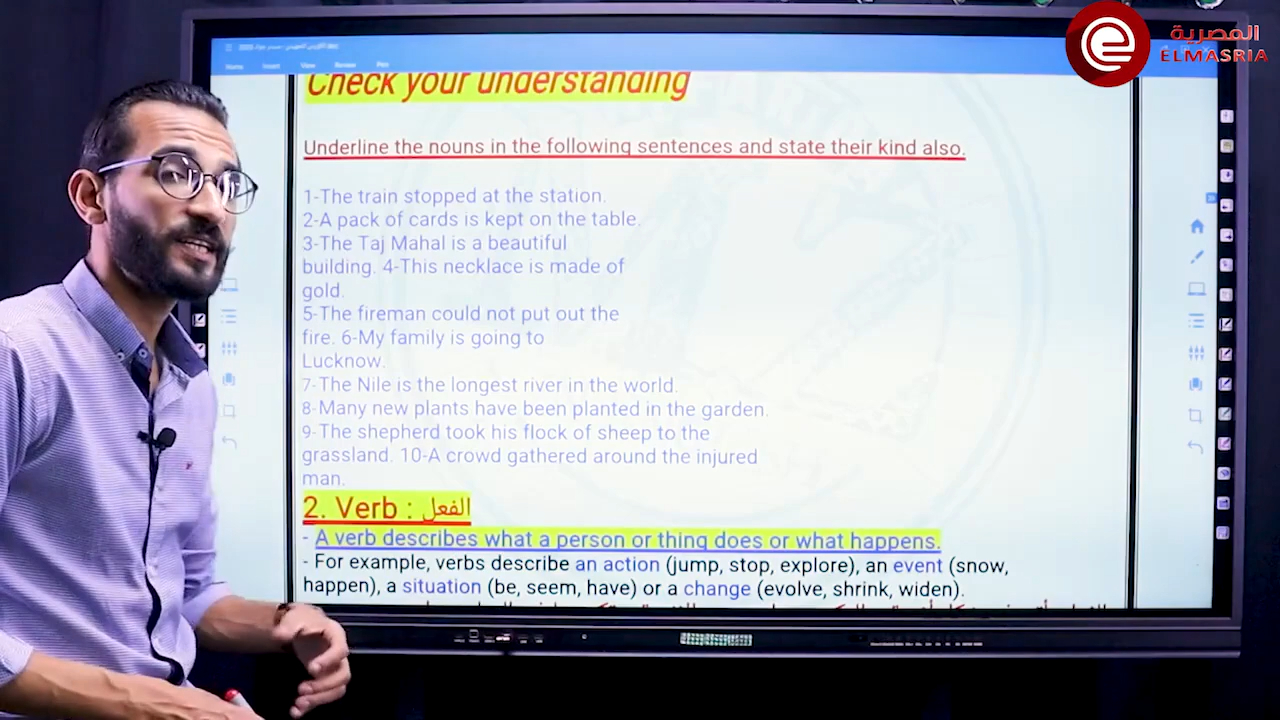 المصرية
ELMASRIA
Home Insert View Review Pen
Check your understanding
Underline the nouns in the following sentences and state their kind also.
1-The train stopped at the station.
2-A pack of cards is kept on the table.
3-The Taj Mahal is a beautiful
building. 4-This necklace is made of
gold.
5-The fireman could not put out the
fire. 6-My family is going to
Lucknow.
7-The Nile is the longest river in the world.
8-Many new plants have been planted in the garden.
9-The shepherd took his flock of sheep to the
grassland. 10-A crowd gathered around the injured
man.
2. Verb : الفعل
- A verb describes what a person or thing does or what happens.
- For example, verbs describe an action (jump, stop, explore), an event (snow,
happen), a situation (be, seem, have) or a change (evolve, shrink, widen).